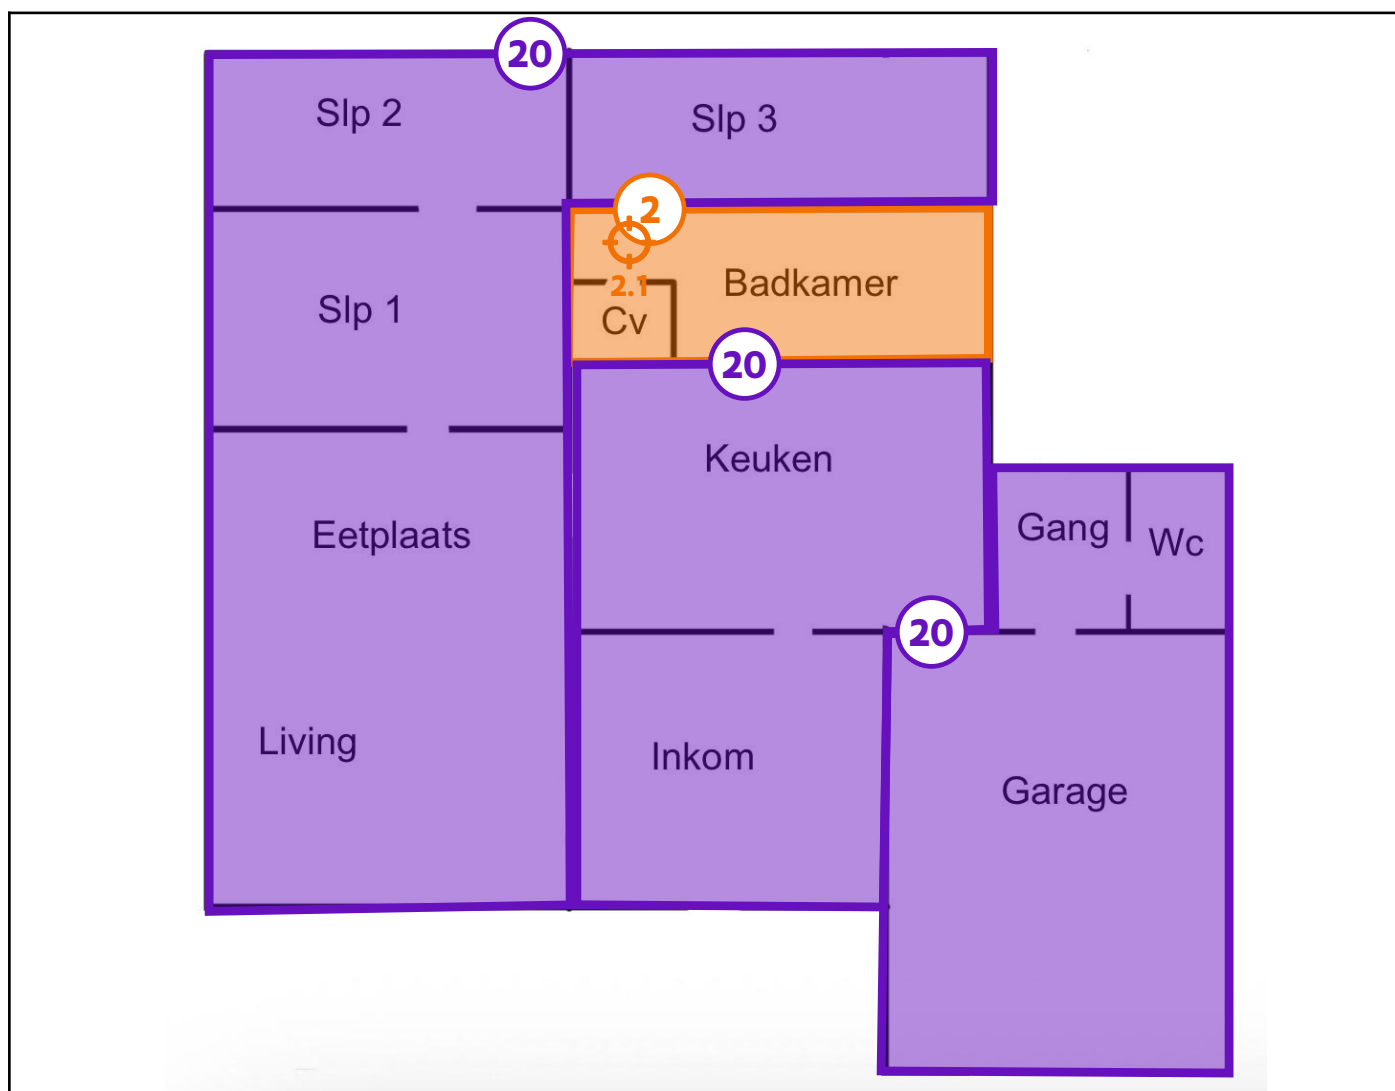 20
Slp 2
Slp 3
2
2.1
Badkamer
Slp 1
Cv
20
Keuken
Eetplaats
Gang
Wc
20
Living
Inkom
Garage